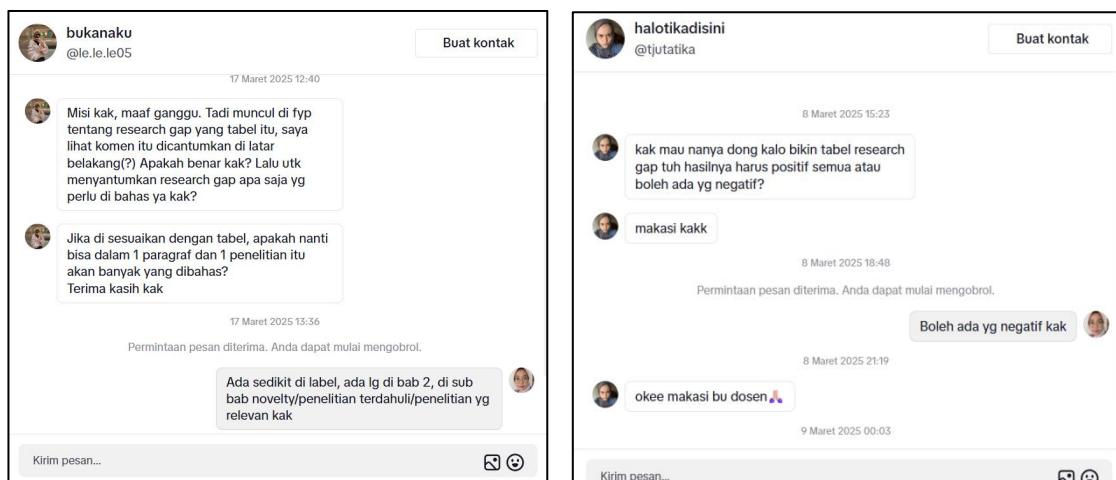 bukanaku
@le.le.le05
Buat kontak
17 Maret 2025 12:40
Misi kak, maaf ganggu. Tadi muncul di fyp
tentang research gap yang tabel itu, saya
lihat komen itu dicantumkan di latar
belakang(?) Apakah benar kak? Lalu utk
menyantumkan research gap apa saja yg
perlu di bahas ya kak?
Jika di sesuaikan dengan tabel, apakah nanti
bisa dalam 1 paragraf dan 1 penelitian itu
akan banyak yang dibahas?
Terima kasih kak
17 Maret 2025 13:36
Permintaan pesan diterima. Anda dapat mulai mengobrol.
Ada sedikit di label, ada lg di bab 2, di sub
bab novelty/penelitian terdahuli/penelitian yg
relevan kak
Kirim pesan...
halotikadisini
@tjutatika
Buat kontak
8 Maret 2025 15:23
kak mau nanya dong kalo bikin tabel research
gap tuh hasilnya harus positif semua atau
boleh ada yg negatif?
makasi kakk
8 Maret 2025 18:48
Permintaan pesan diterima. Anda dapat mulai mengobrol.
Boleh ada yg negatif kak
8 Maret 2025 21:19
okee makasi bu dosen🙏🏻
9 Maret 2025 00:03
Kirim pesan...